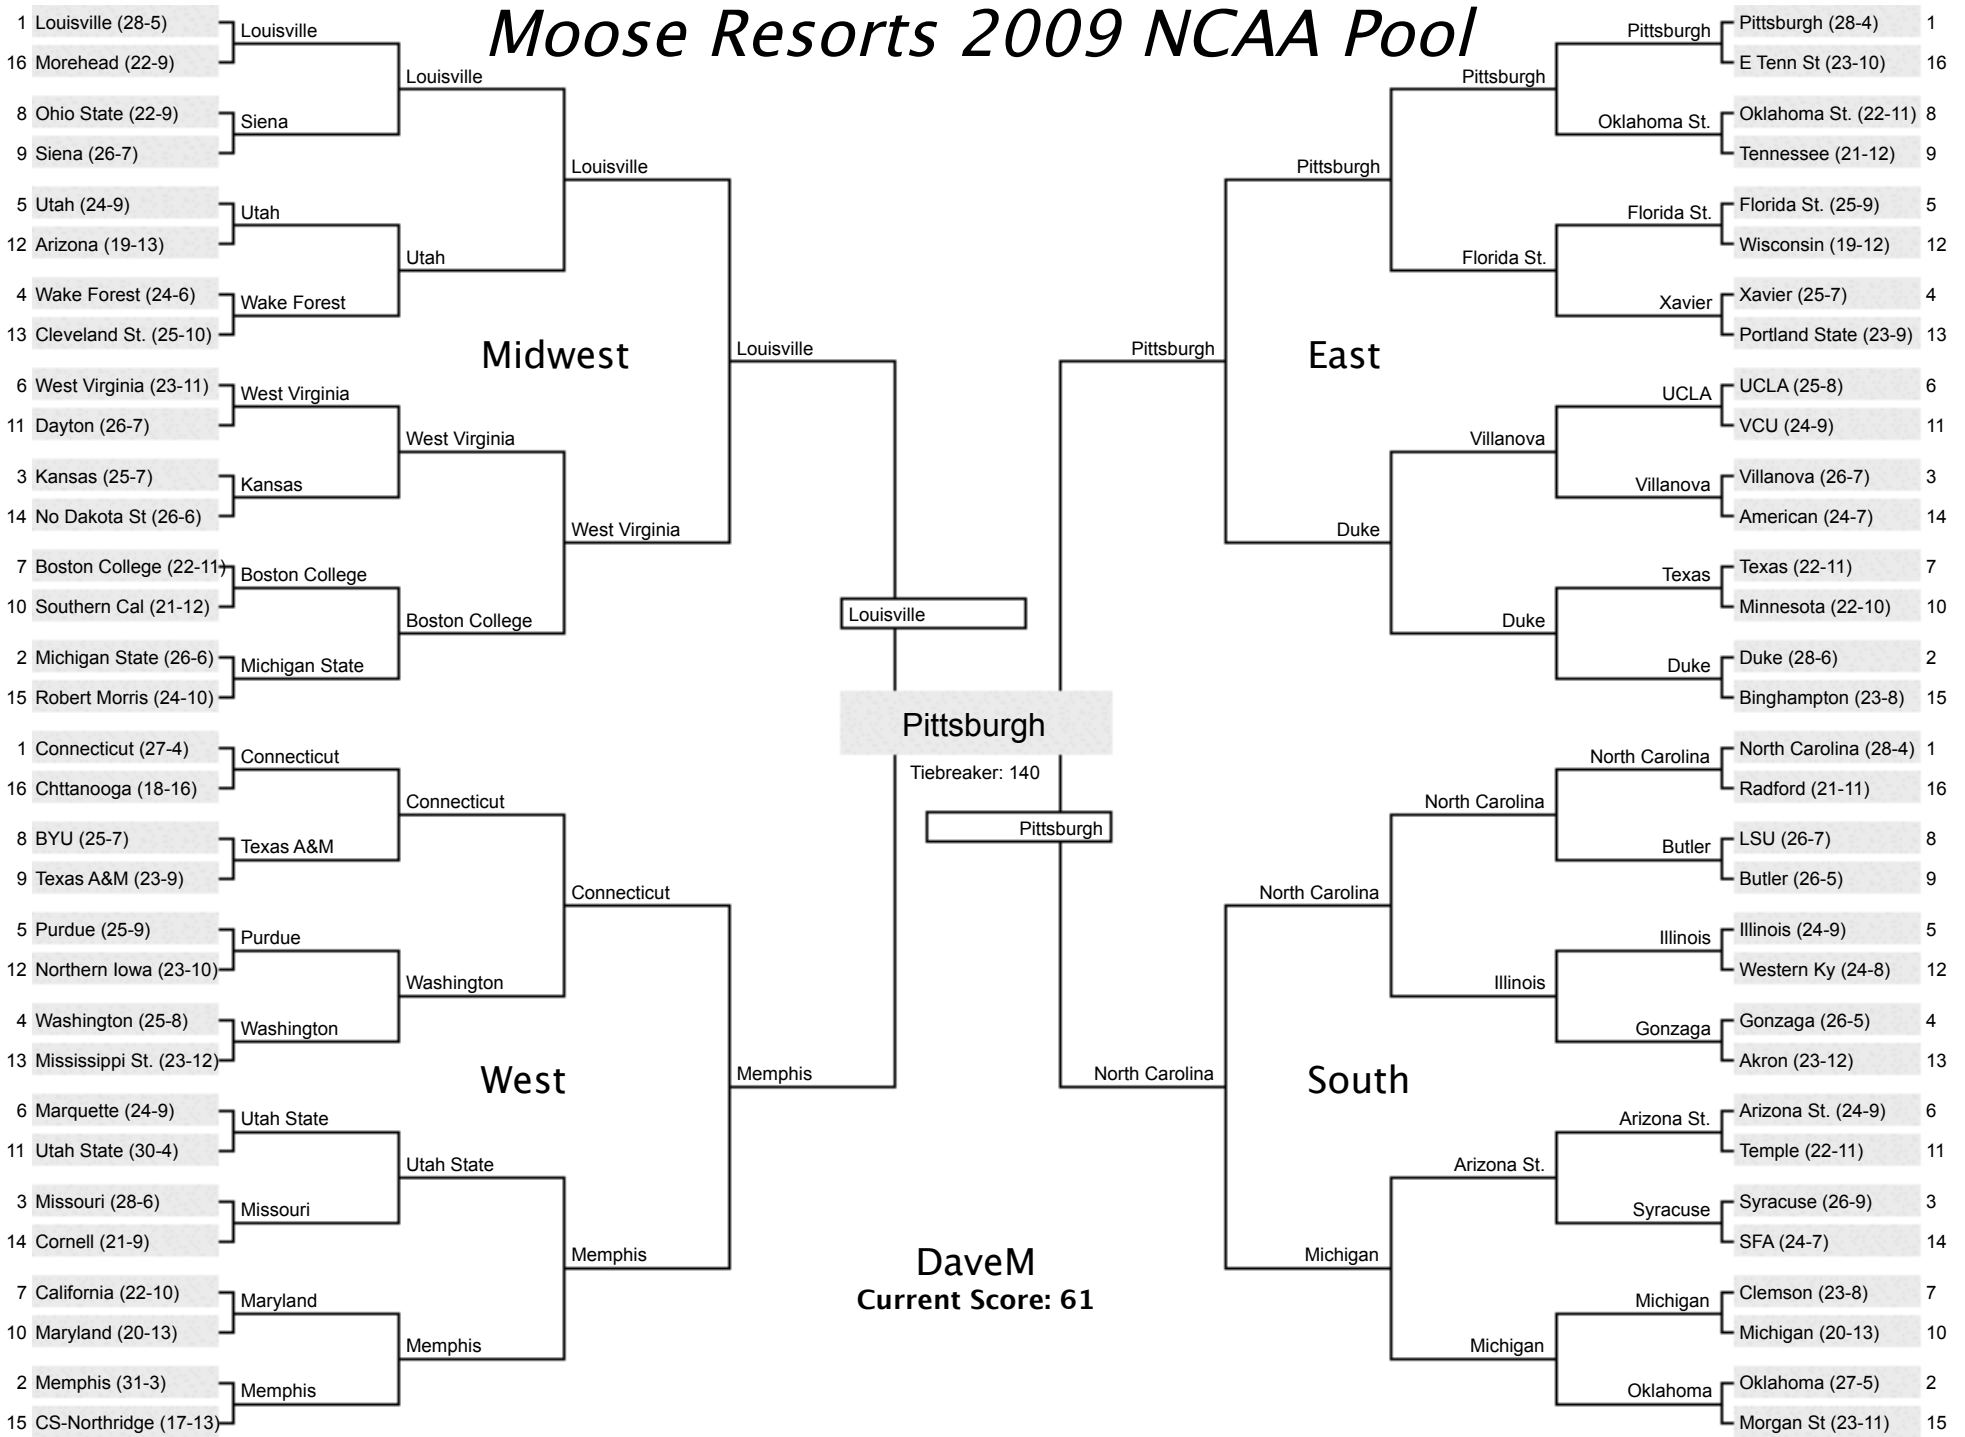 Moose Resorts 2009 NCAA Pool
1 Louisville (28-5)
16 Morehead (22-9)
8 Ohio State (22-9)
9 Siena (26-7)
5 Utah (24-9)
12 Arizona (19-13)
4 Wake Forest (24-6)
13 Cleveland St. (25-10)
6 West Virginia (23-11)
11 Dayton (26-7)
3 Kansas (25-7)
14 No Dakota St (26-6)
7 Boston College (22-11)
10 Southern Cal (21-12)
2 Michigan State (26-6)
15 Robert Morris (24-10)
Louisville
Siena
Utah
Wake Forest
West Virginia
Kansas
Boston College
Michigan State
Louisville
Utah
West Virginia
Boston College
Louisville
West Virginia
Louisville
Midwest
1 Connecticut (27-4)
16 Chttanooga (18-16)
8 BYU (25-7)
9 Texas A&M (23-9)
5 Purdue (25-9)
12 Northern Iowa (23-10)
4 Washington (25-8)
13 Mississippi St. (23-12)
6 Marquette (24-9)
11 Utah State (30-4)
3 Missouri (28-6)
14 Cornell (21-9)
7 California (22-10)
10 Maryland (20-13)
2 Memphis (31-3)
15 CS-Northridge (17-13)
Connecticut
Texas A&M
Purdue
Washington
Utah State
Missouri
Maryland
Memphis
Connecticut
Washington
Utah State
Memphis
Connecticut
Memphis
Memphis
West
Louisville
Pittsburgh
Tiebreaker: 140
Pittsburgh
DaveM
Current Score: 61
Pittsburgh (28-4) 1
E Tenn St (23-10) 16
Oklahoma St. (22-11) 8
Tennessee (21-12) 9
Florida St. (25-9) 5
Wisconsin (19-12) 12
Xavier (25-7) 4
Portland State (23-9) 13
UCLA (25-8) 6
VCU (24-9) 11
Villanova (26-7) 3
American (24-7) 14
Texas (22-11) 7
Minnesota (22-10) 10
Duke (28-6) 2
Binghampton (23-8) 15
Pittsburgh
Oklahoma St.
Florida St.
Xavier
UCLA
Villanova
Texas
Duke
Pittsburgh
Florida St.
Villanova
Duke
Pittsburgh
Duke
Pittsburgh
East
North Carolina (28-4) 1
Radford (21-11) 16
LSU (26-7) 8
Butler (26-5) 9
Illinois (24-9) 5
Western Ky (24-8) 12
Gonzaga (26-5) 4
Akron (23-12) 13
Arizona St. (24-9) 6
Temple (22-11) 11
Syracuse (26-9) 3
SFA (24-7) 14
Clemson (23-8) 7
Michigan (20-13) 10
Oklahoma (27-5) 2
Morgan St (23-11) 15
North Carolina
Butler
Illinois
Gonzaga
Arizona St.
Syracuse
Michigan
Oklahoma
North Carolina
Illinois
Arizona St.
Michigan
North Carolina
Michigan
North Carolina
South